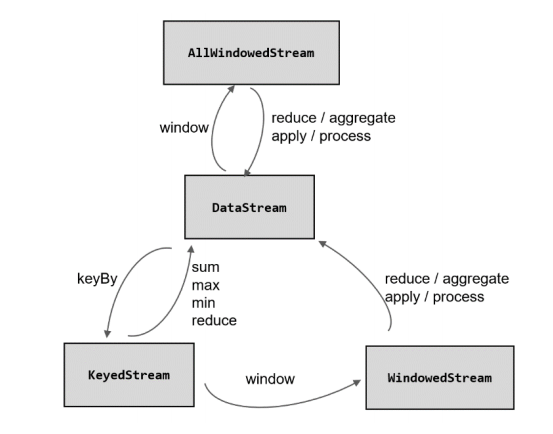 AllWindowedStream
window
reduce / aggregate
apply / process
DataStream
keyBy
sum
max
min
reduce
reduce / aggregate
apply / process
KeyedStream
window
WindowedStream